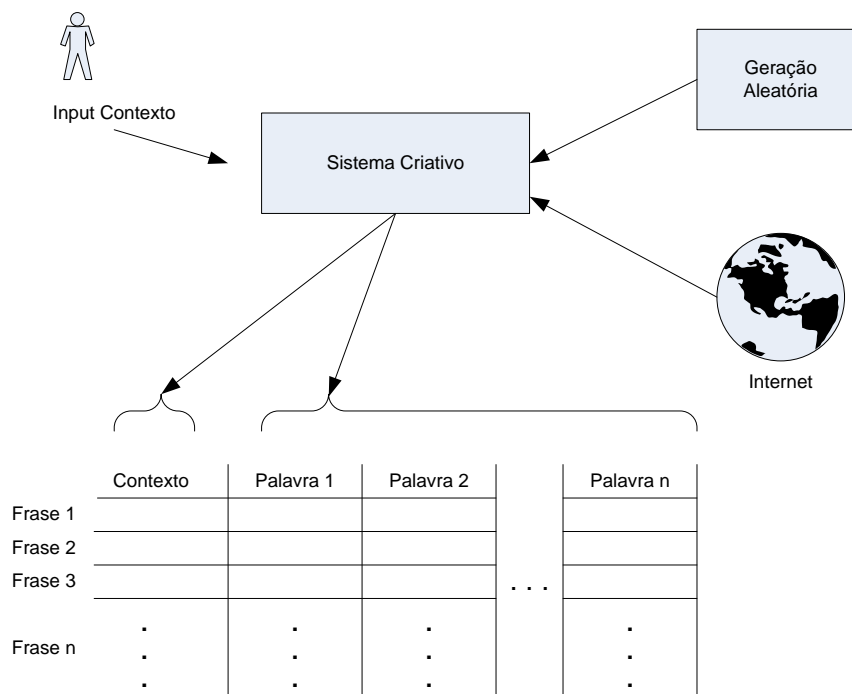 Input Contexto
Geração
Aleatória
Sistema Criativo
Internet
Contexto Palavra 1 Palavra 2 Palavra n
Frase 1
Frase 2
Frase 3
. . .
Frase n